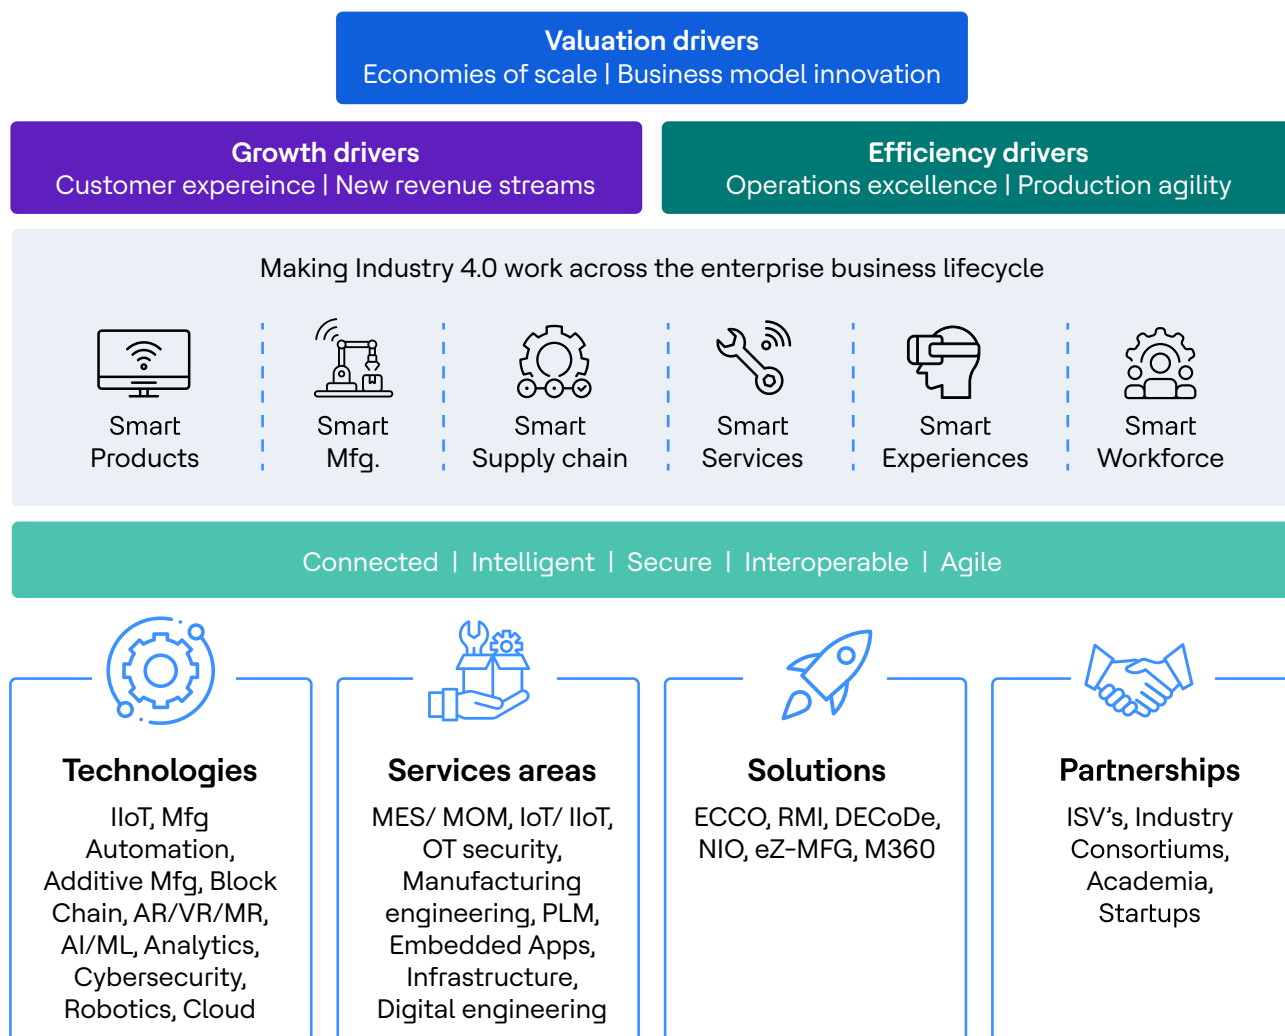 Valuation drivers
Economies of scale | Business model innovation
Growth drivers
Customer expereince | New revenue streams
Efficiency drivers
Operations excellence | Production agility
Making Industry 4.0 work across the enterprise business lifecycle
Smart
Products
Smart
Mfg.
Smart
Supply chain
Smart
Services
Smart
Experiences
Smart
Workforce
Connected | Intelligent | Secure | Interoperable | Agile
Technologies
IIoT, Mfg
Automation,
Additive Mfg, Block
Chain, AR/VR/MR,
AI/ML, Analytics,
Cybersecurity,
Robotics, Cloud
Services areas
MES/ MOM, IoT/ IIoT,
OT security,
Manufacturing
engineering, PLM,
Embedded Apps,
Infrastructure,
Digital engineering
Solutions
ECCO, RMI, DECoDe,
NIO, eZ-MFG, M360
Partnerships
ISV's, Industry
Consortiums,
Academia,
Startups